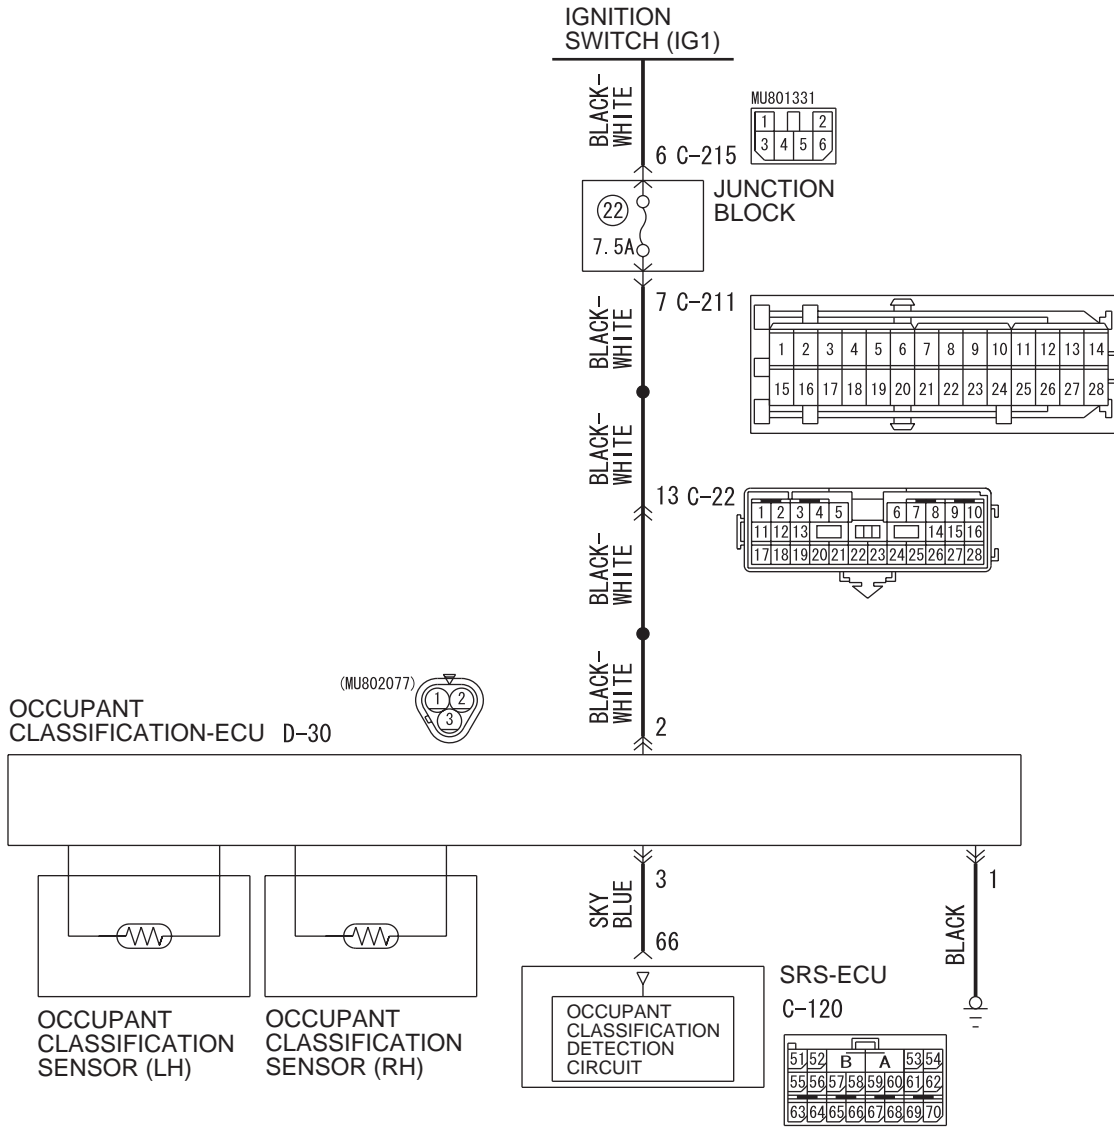 IGNITION
SWITCH (IG1)
BLACK-
WHITE
MU801331
1 2
3 4 5 6
6 C-215
JUNCTION
BLOCK
22
7.5A
7 C-211
BLACK-
WHITE
1 2 3 4 5 6 7 8 9 10 11 12 13 14
15 16 17 18 19 20 21 22 23 24 25 26 27 28
BLACK-
WHITE
13 C-22
1 2 3 4 5 6 7 8 9 10
11 12 13 14 15 16
17 18 19 20 21 22 23 24 25 26 27 28
BLACK-
WHITE
BLACK-
WHITE
(MU802077)
1 2
3
OCCUPANT
CLASSIFICATION-ECU D-30
2
3
1
SKY
BLUE
BLACK
66
SRS-ECU
C-120
OCCUPANT
CLASSIFICATION
DETECTION
CIRCUIT
OCCUPANT
CLASSIFICATION
SENSOR (LH)
OCCUPANT
CLASSIFICATION
SENSOR (RH)
51 52 B A 53 54
55 56 57 58 59 60 61 62
63 64 65 66 67 68 69 70